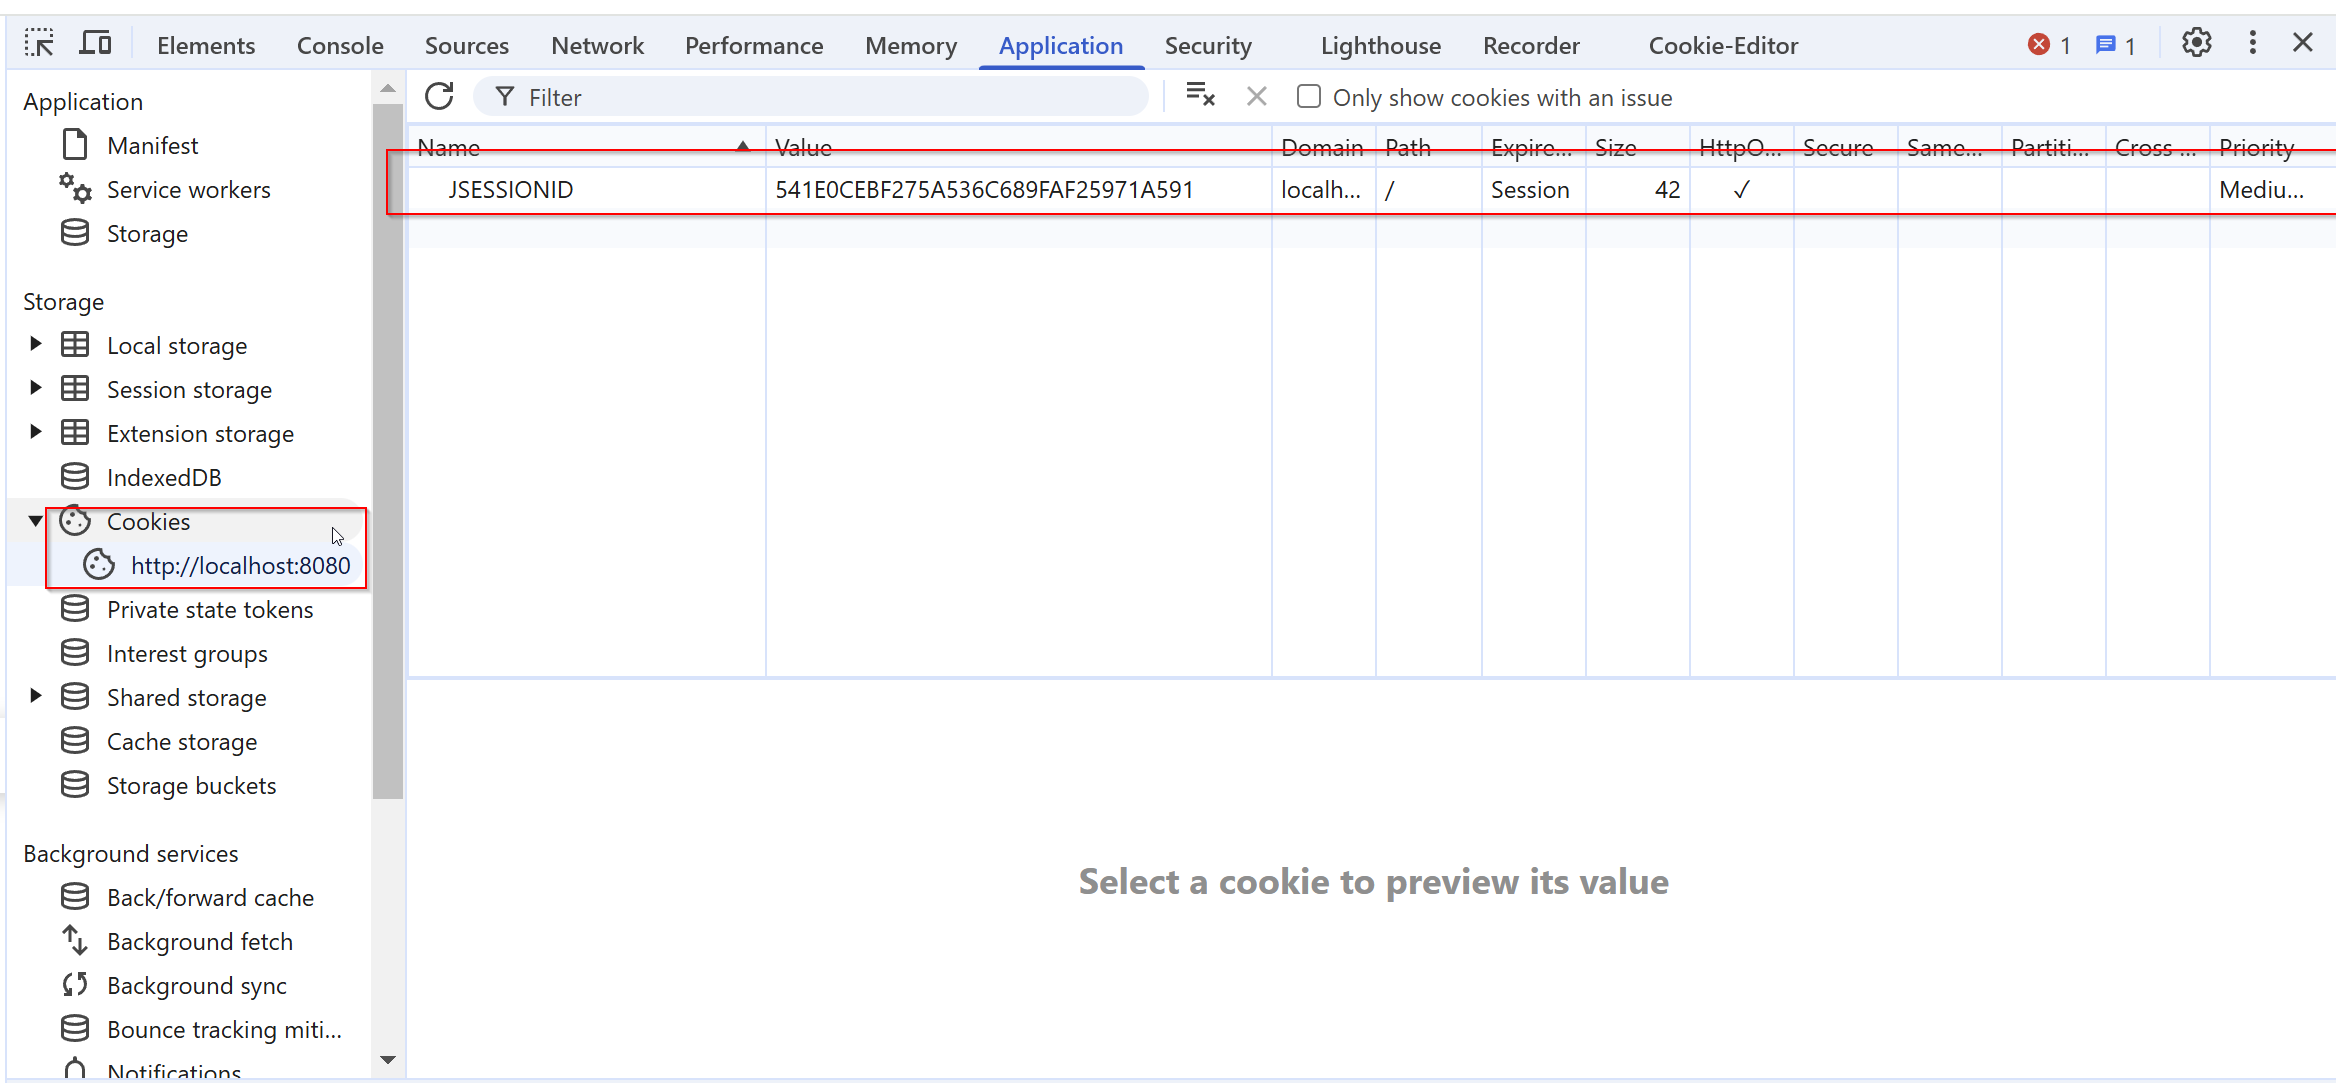 Elements Console Sources Network Performance Memory Application Security Lighthouse Recorder Cookie-Editor 1 1
Application
Manifest
Service workers
Storage
Storage
Local storage
Session storage
Extension storage
IndexedDB
Cookies
http://localhost:8080
Private state tokens
Interest groups
Shared storage
Cache storage
Storage buckets
Background services
Back/forward cache
Background fetch
Background sync
Bounce tracking miti...
Notifications
Filter Only show cookies with an issue
Name Value Domain Path Expire... Size HttpO... Secure Same... Partiti... Cross ... Priority
JSESSIONID 541E0CEBF275A536C689FAF25971A591 localh... / Session 42 ✓ Mediu...
Select a cookie to preview its value